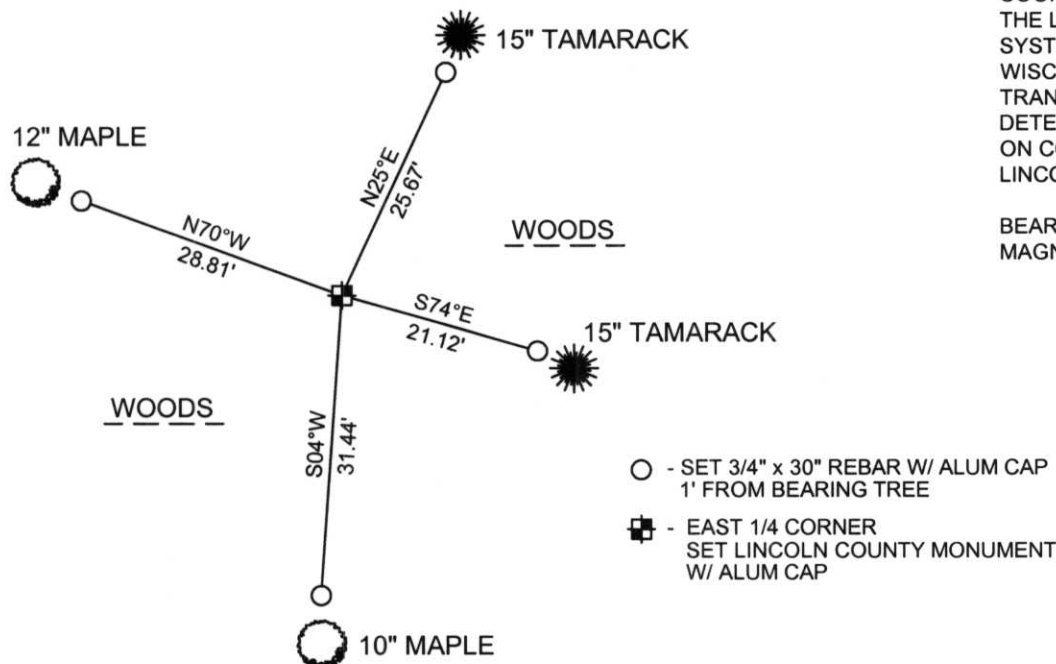 15" TAMARACK
12" MAPLE
N25°E
25.67'
N70°W
28.81'
WOODS
S74°E
21.12'
15" TAMARACK
WOODS
S04°W
31.44'
10" MAPLE
- SET 3/4" x 30" REBAR W/ ALUM CAP
1' FROM BEARING TREE
- EAST 1/4 CORNER
SET LINCOLN COUNTY MONUMENT
W/ ALUM CAP
THE L
SYST
WISC
TRAN
DETE
ON CO
LINCO
BEAR
MAGN